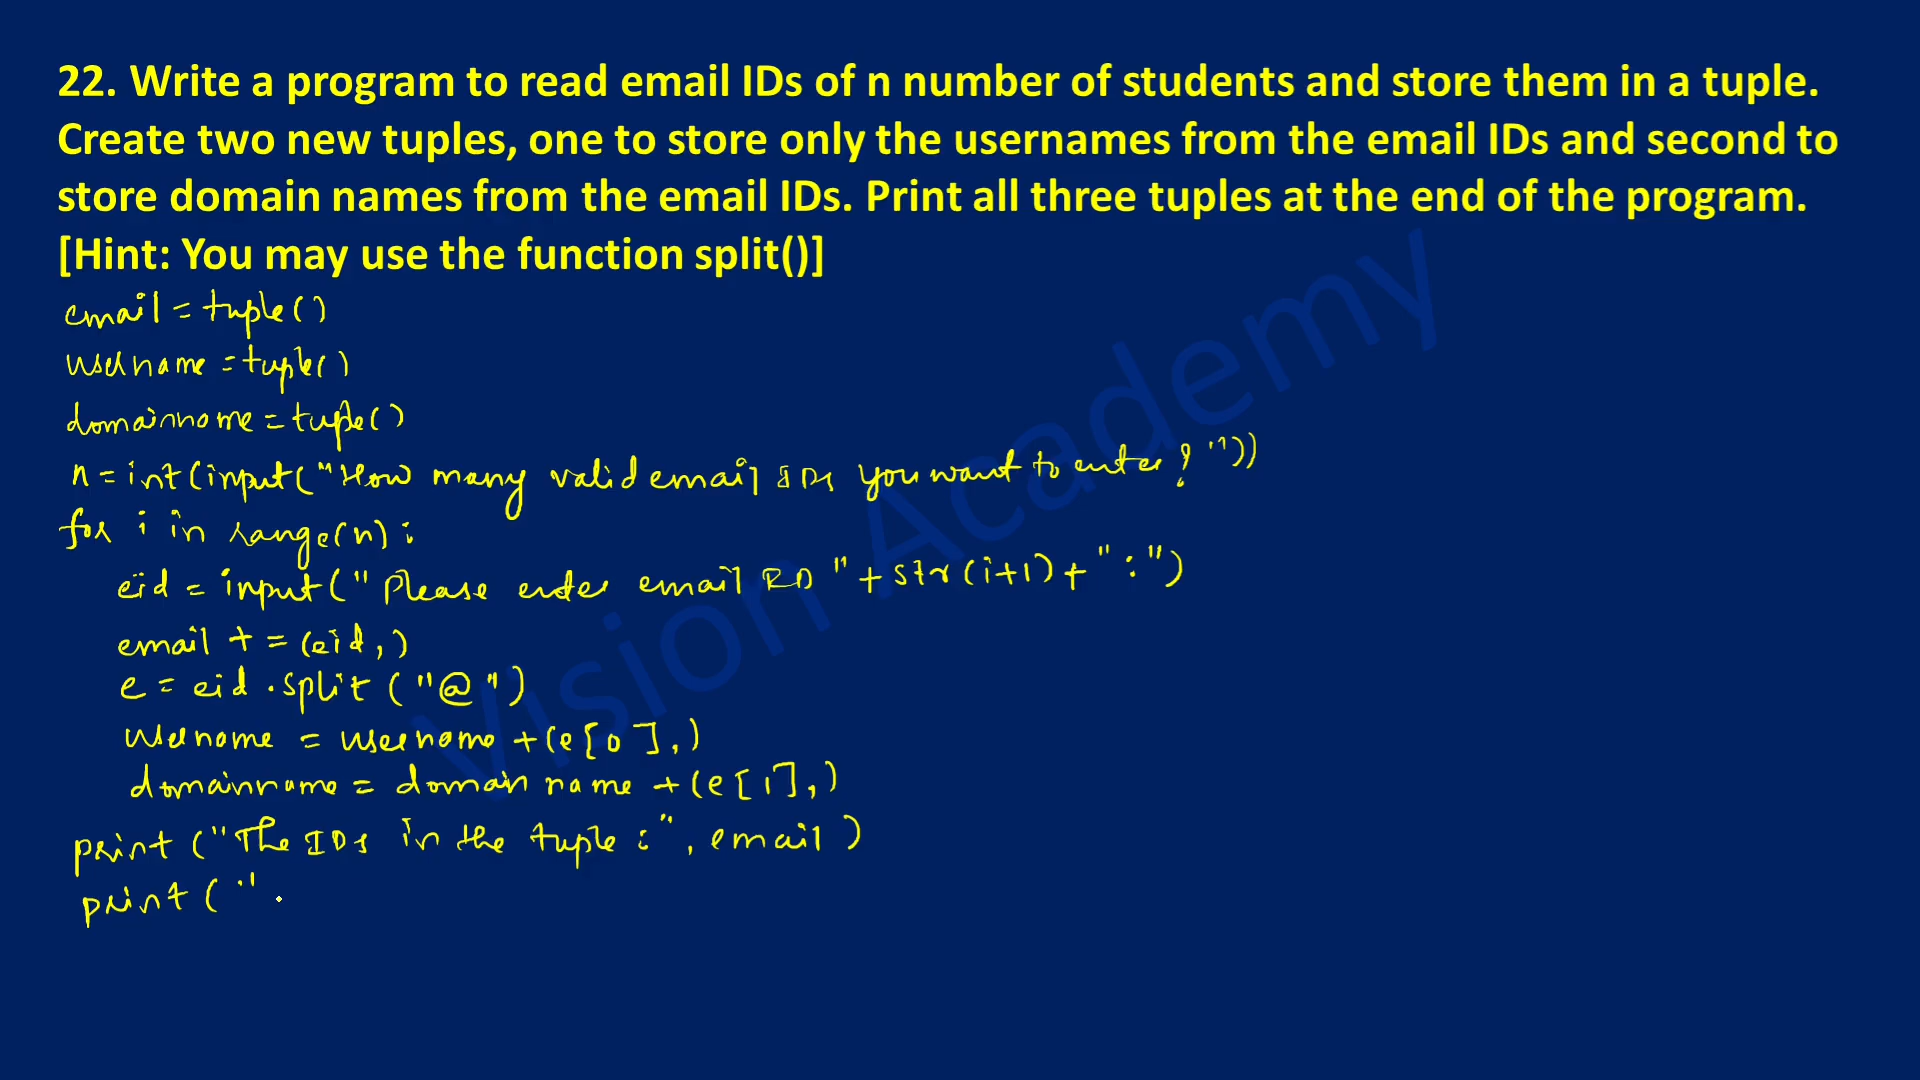 22. Write a program to read email IDs of n number of students and store them in a tuple.
Create two new tuples, one to store only the usernames from the email IDs and second to
store domain names from the email IDs. Print all three tuples at the end of the program.
[Hint: You may use the function split()]
email = tuple()
username = tuple()
domainname = tuple()
n = int(input("How many valid email IDs you want to enter?"))
for i in range(n):
eid = input("Please enter email ID"+str(i+1)+":")
email += (eid,)
e = eid.split("@")
username = username +(e[0],)
domainname = domainname +(e[1],)
print("The IDs in the tuple:", email)
print("
Vision Academy